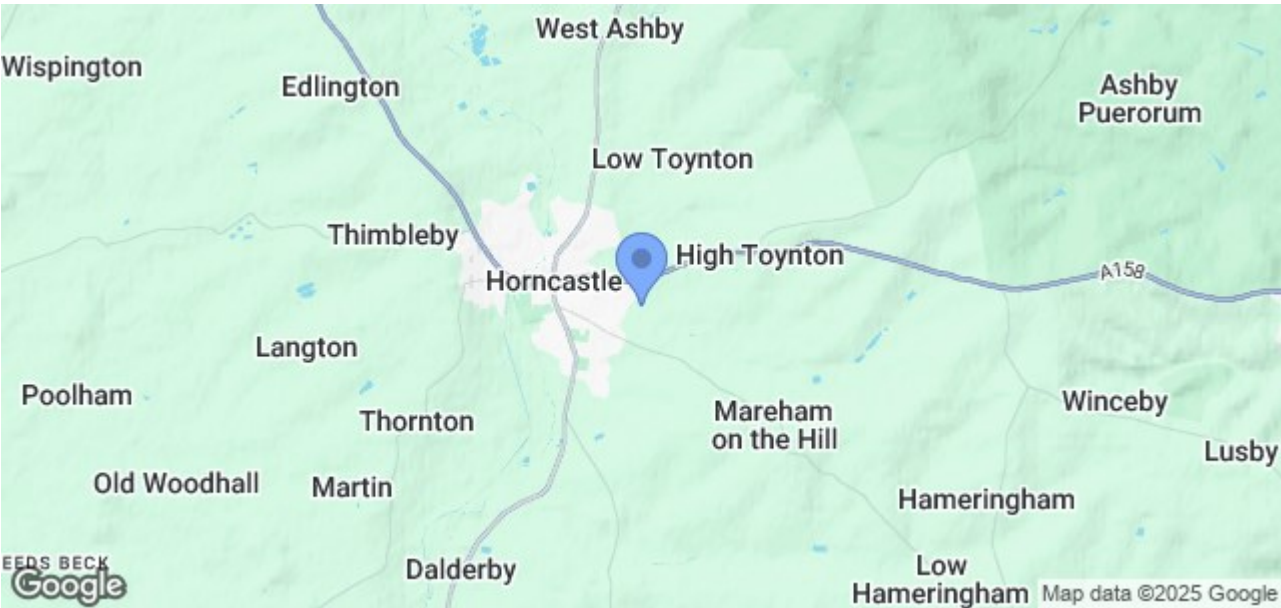 West Ashby
Wispington
Edlington
Ashby
Puerorum
Low Toynton
Thimbleby
High Toynton
Horncastle
A158
Langton
Poolham
Winceby
Thornton
Mareham
on the Hill
Lusby
Old Woodhall
Martin
Hameringham
EEDS BECK
Dalderby
Low
Hameringham
Google
Map data ©2025 Google